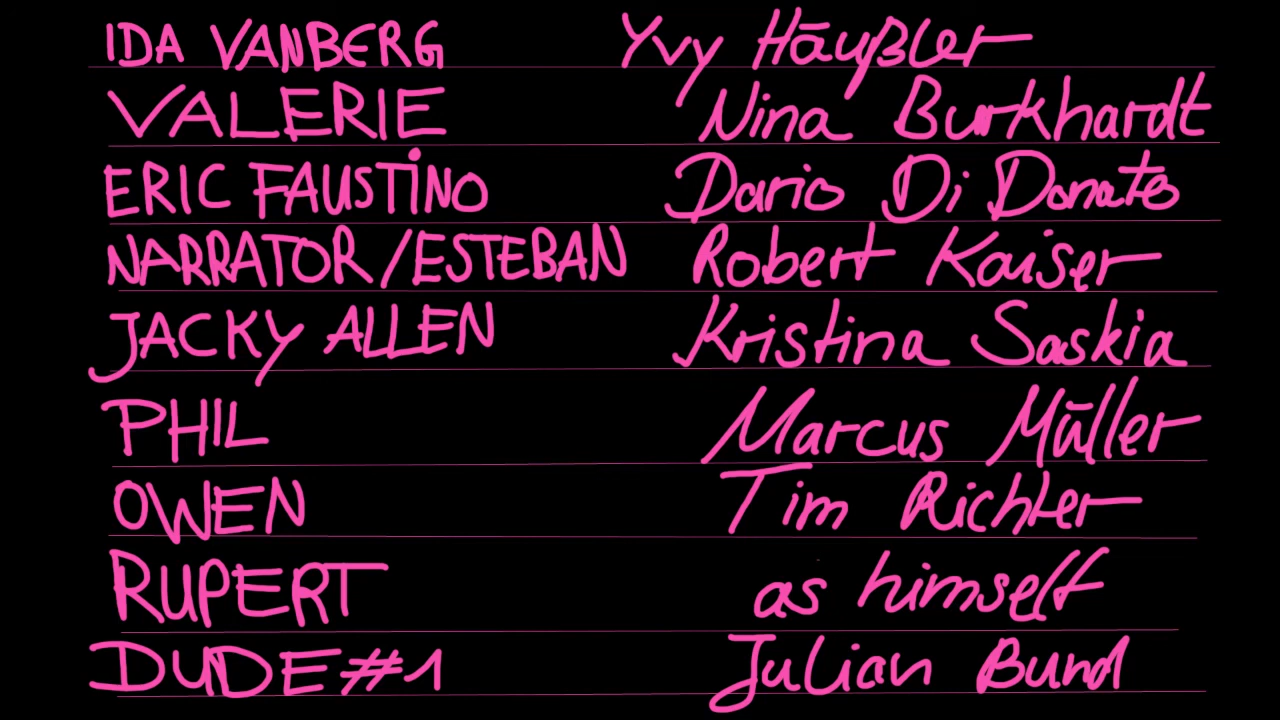 IDA VANBERG Yvy Häußler
VALERIE Nina Burkhardt
ERIC FAUSTINO Dario Di Donato
NARRATOR/ESTEBAN Robert Kaiser
JACKY ALLEN Kristina Saskia
PHIL Marcus Müller
OWEN Tim Richter
RUPERT as himself
DUDE #1 Julian Bund